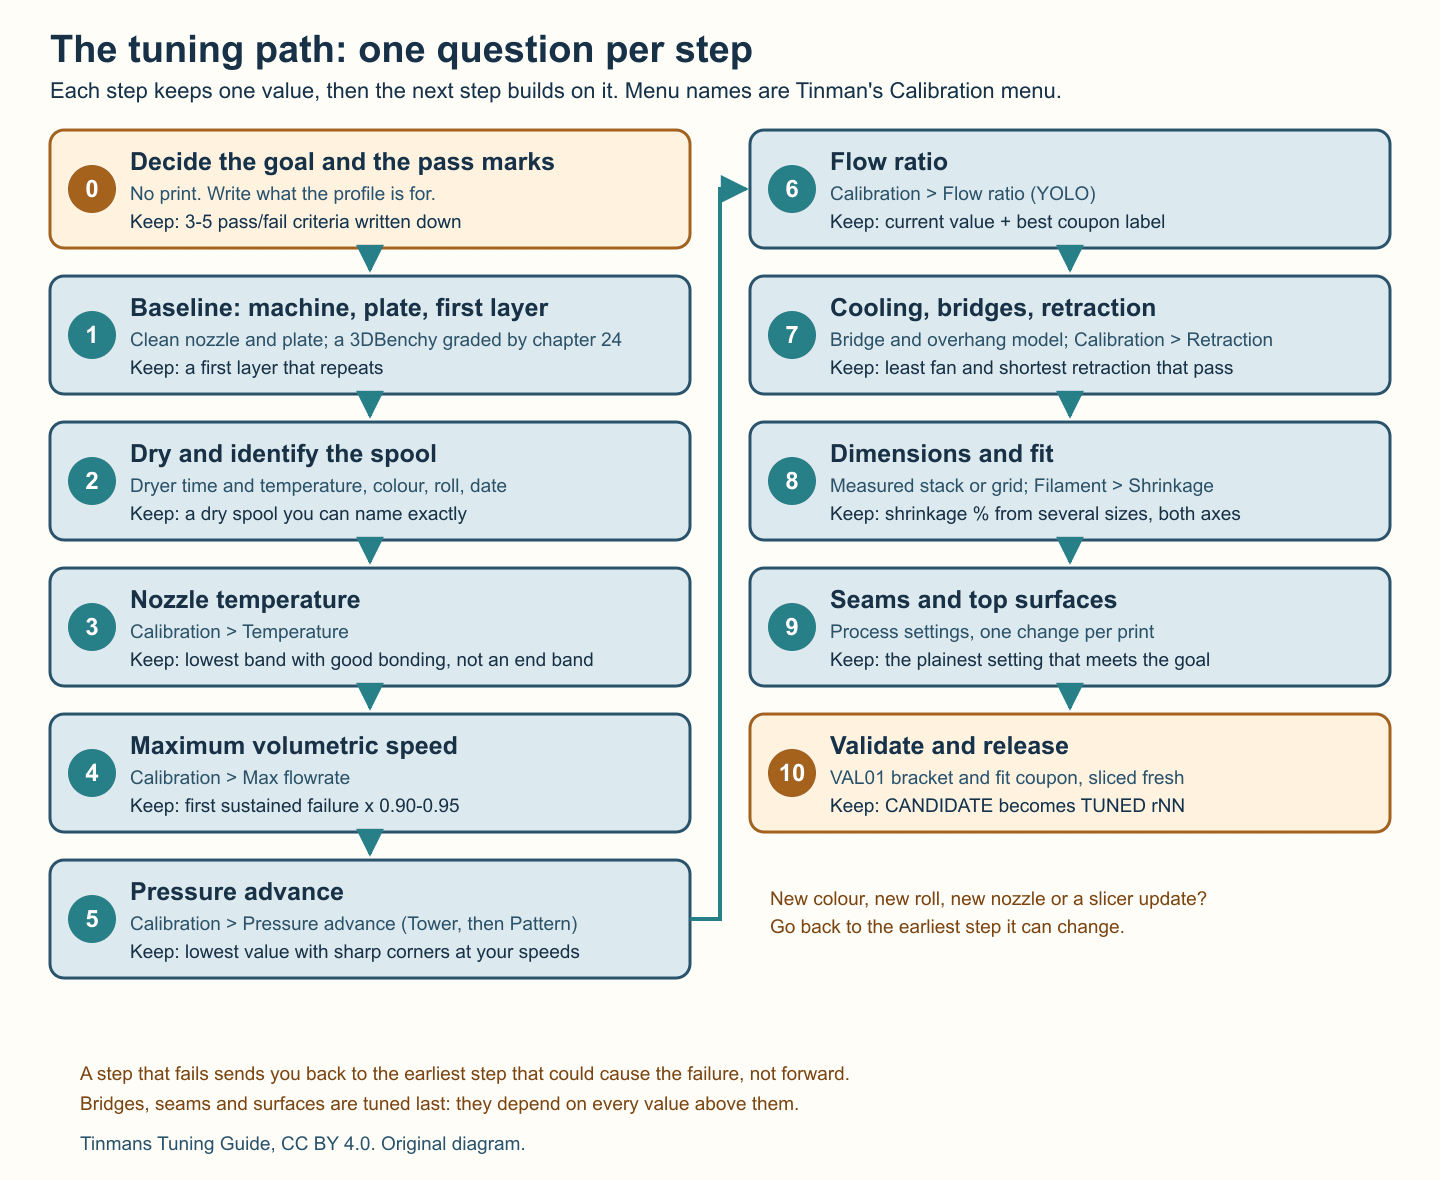 The tuning path: one question per step
Each step keeps one value, then the next step builds on it. Menu names are Tinman's Calibration menu.
0
Decide the goal and the pass marks
No print. Write what the profile is for.
Keep: 3-5 pass/fail criteria written down
1
Baseline: machine, plate, first layer
Clean nozzle and plate; a 3DBenchy graded by chapter 24
Keep: a first layer that repeats
2
Dry and identify the spool
Dryer time and temperature, colour, roll, date
Keep: a dry spool you can name exactly
3
Nozzle temperature
Calibration > Temperature
Keep: lowest band with good bonding, not an end band
4
Maximum volumetric speed
Calibration > Max flowrate
Keep: first sustained failure x 0.90-0.95
5
Pressure advance
Calibration > Pressure advance (Tower, then Pattern)
Keep: lowest value with sharp corners at your speeds
6
Flow ratio
Calibration > Flow ratio (YOLO)
Keep: current value + best coupon label
7
Cooling, bridges, retraction
Bridge and overhang model; Calibration > Retraction
Keep: least fan and shortest retraction that pass
8
Dimensions and fit
Measured stack or grid; Filament > Shrinkage
Keep: shrinkage % from several sizes, both axes
9
Seams and top surfaces
Process settings, one change per print
Keep: the plainest setting that meets the goal
10
Validate and release
VAL01 bracket and fit coupon, sliced fresh
Keep: CANDIDATE becomes TUNED rNN
New colour, new roll, new nozzle or a slicer update?
Go back to the earliest step it can change.
A step that fails sends you back to the earliest step that could cause the failure, not forward.
Bridges, seams and surfaces are tuned last: they depend on every value above them.
Tinmans Tuning Guide, CC BY 4.0. Original diagram.